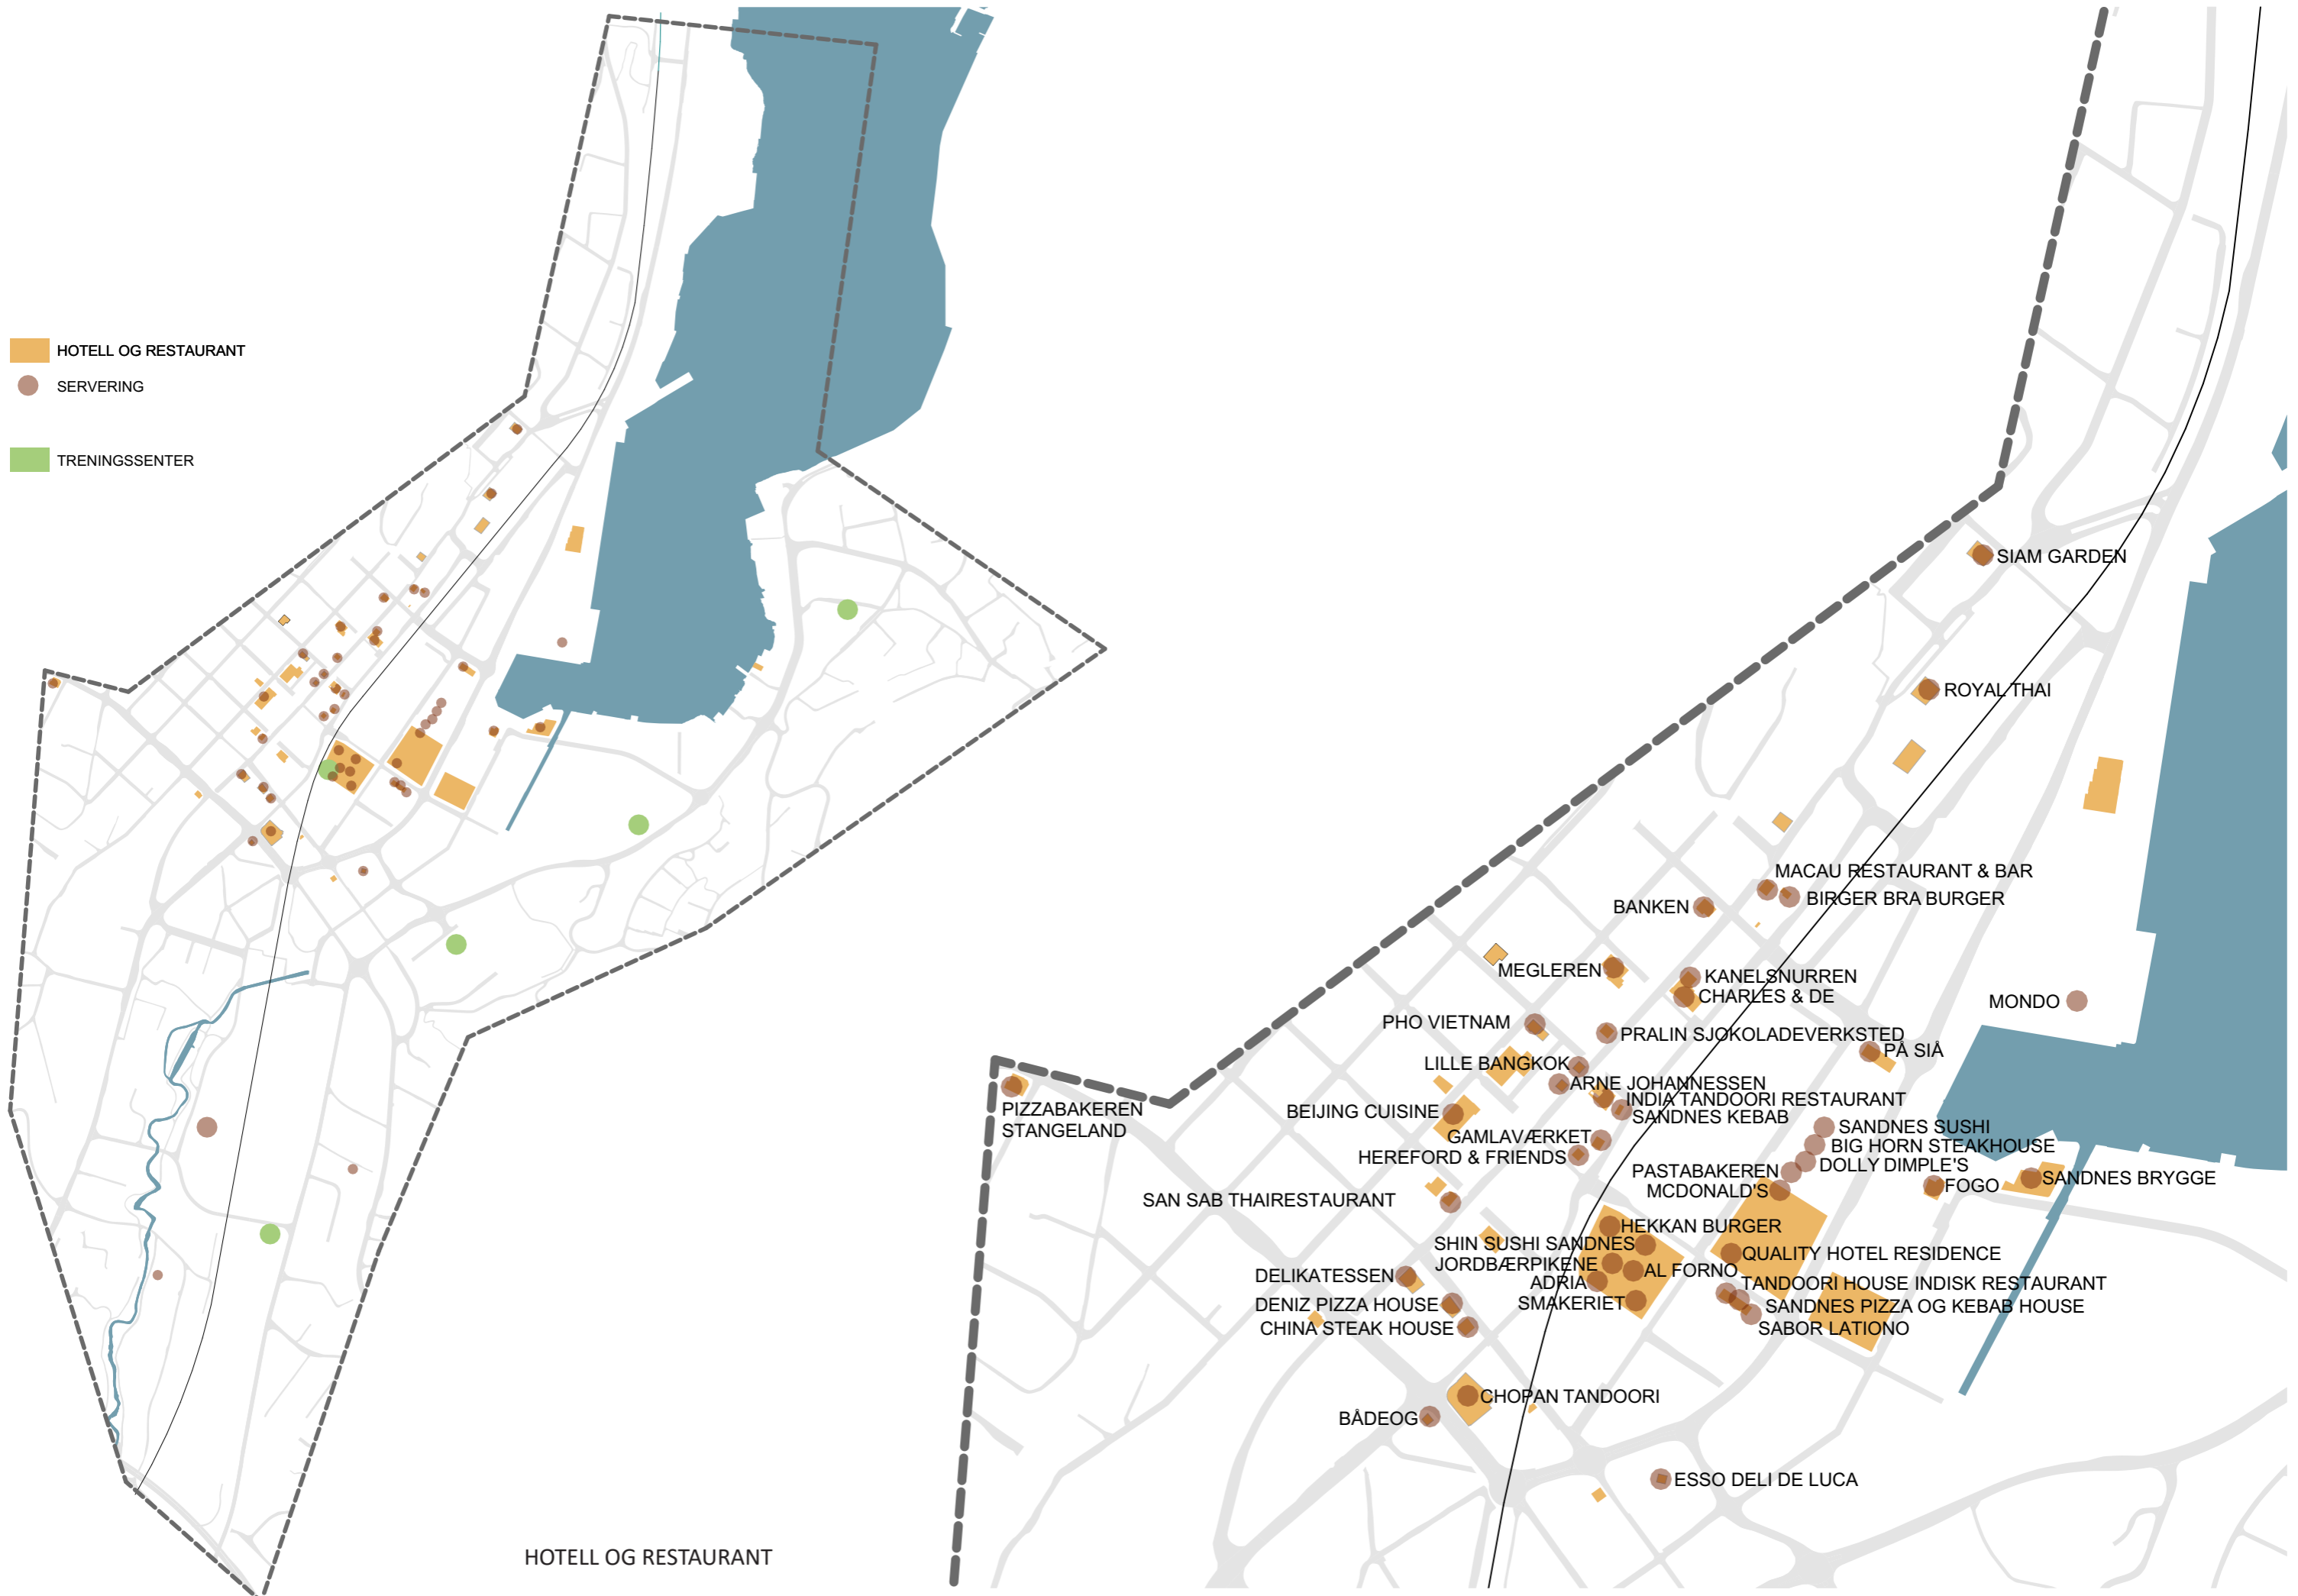 HOTELL OG RESTAURANT
SERVERING
TRENINGSSENTER
SIAM GARDEN
ROYAL THAI
MACAU RESTAURANT & BAR
BIRGER BRA BURGER
BANKEN
MEGLEREN
KANELSNURREN
CHARLES & DE
MONDO
PHO VIETNAM
PRALIN SJOKOLADEVERKSTED
PÅ SIÅ
LILLE BANGKOK
ARNE JOHANNESSEN
PIZZABAKEREN
STANGELAND
INDIA TANDOORI RESTAURANT
BEIJING CUISINE
SANDNES KEBAB
SANDNES SUSHI
GAMLAVÆRKET
BIG HORN STEAKHOUSE
HEREFORD & FRIENDS
DOLLY DIMPLE'S
PASTABAKEREN
SANDNES BRYGGE
MCDONALD'S
FOGO
SAN SAB THAIRESTAURANT
HEKKAN BURGER
SHIN SUSHI SANDNES
QUALITY HOTEL RESIDENCE
JORDBÆRPIKENE
AL FORNO
DELIKATESSEN
ADRIA
TANDOORI HOUSE INDISK RESTAURANT
DENIZ PIZZA HOUSE
SMAKERIET
SANDNES PIZZA OG KEBAB HOUSE
CHINA STEAK HOUSE
SABOR LATIONO
CHOPAN TANDOORI
BÅDEOG
ESSO DELI DE LUCA
HOTELL OG RESTAURANT